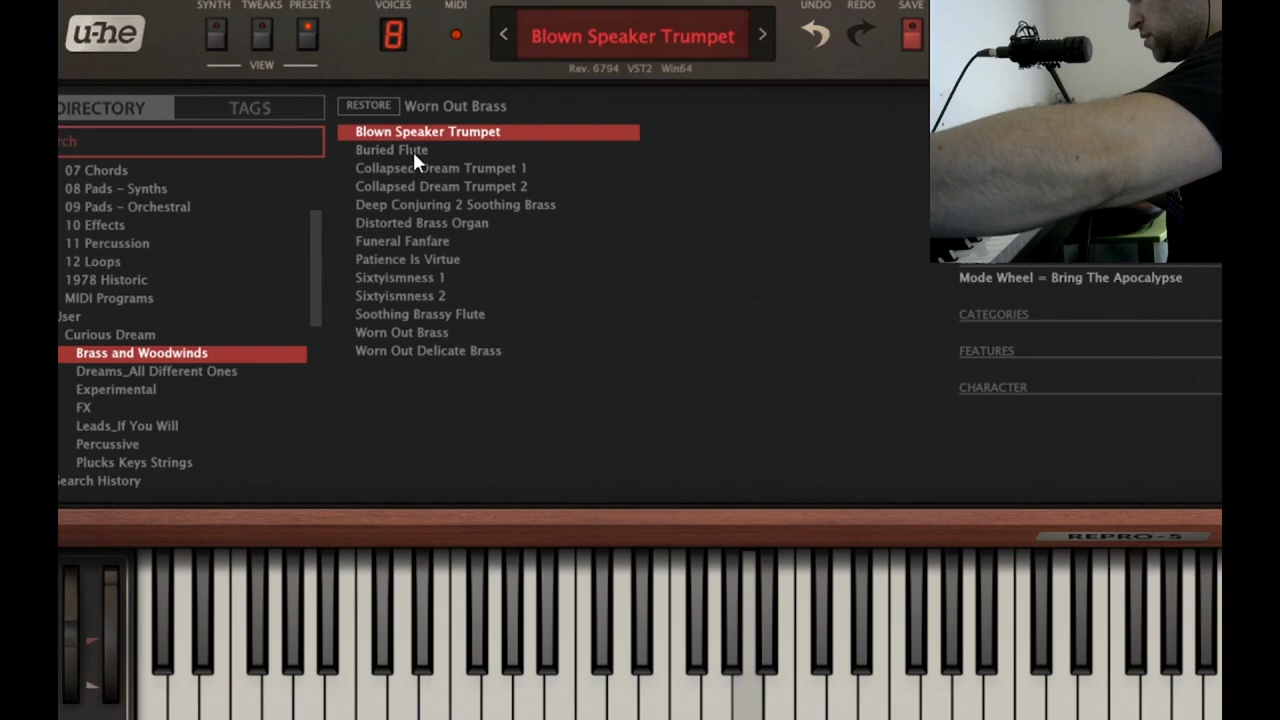 u-he
SYNTH TWEAKS PRESETS
VIEW
VOICES
8
MIDI
Blown Speaker Trumpet
Rev. 6794 VST2 Win64
UNDO REDO SAVE
DIRECTORY TAGS
RESTORE Worn Out Brass
rch
07 Chords
08 Pads - Synths
09 Pads - Orchestral
10 Effects
11 Percussion
12 Loops
1978 Historic
MIDI Programs
User
Curious Dream
Brass and Woodwinds
Dreams_All Different Ones
Experimental
FX
Leads_If You Will
Percussive
Plucks Keys Strings
Search History
Blown Speaker Trumpet
Buried Flute
Collapsed Dream Trumpet 1
Collapsed Dream Trumpet 2
Deep Conjuring 2 Soothing Brass
Distorted Brass Organ
Funeral Fanfare
Patience Is Virtue
Sixtyismness 1
Sixtyismness 2
Soothing Brassy Flute
Worn Out Brass
Worn Out Delicate Brass
Mode Wheel = Bring The Apocalypse
CATEGORIES
FEATURES
CHARACTER
REPRO-5